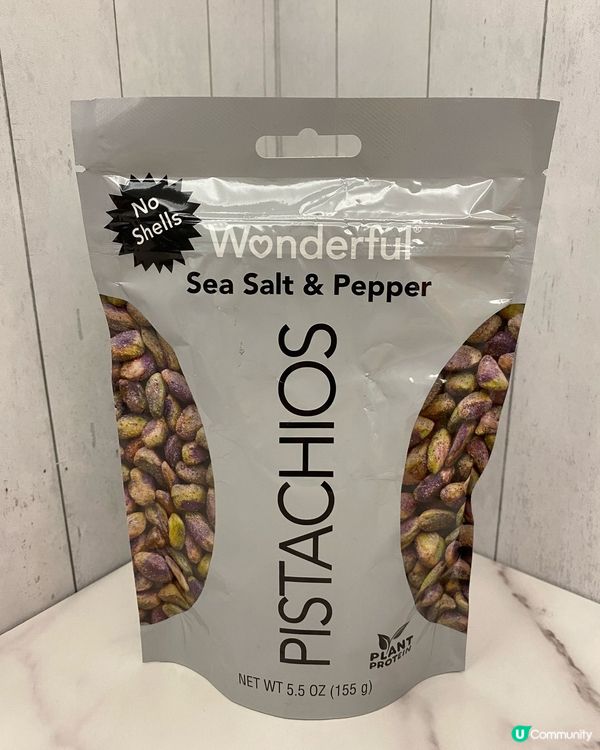 No
Shells
Wonderful®
Sea Salt & Pepper
PISTACHIOS
PLANT
PROTEIN
NET WT 5.5 OZ (155 g)
U Community